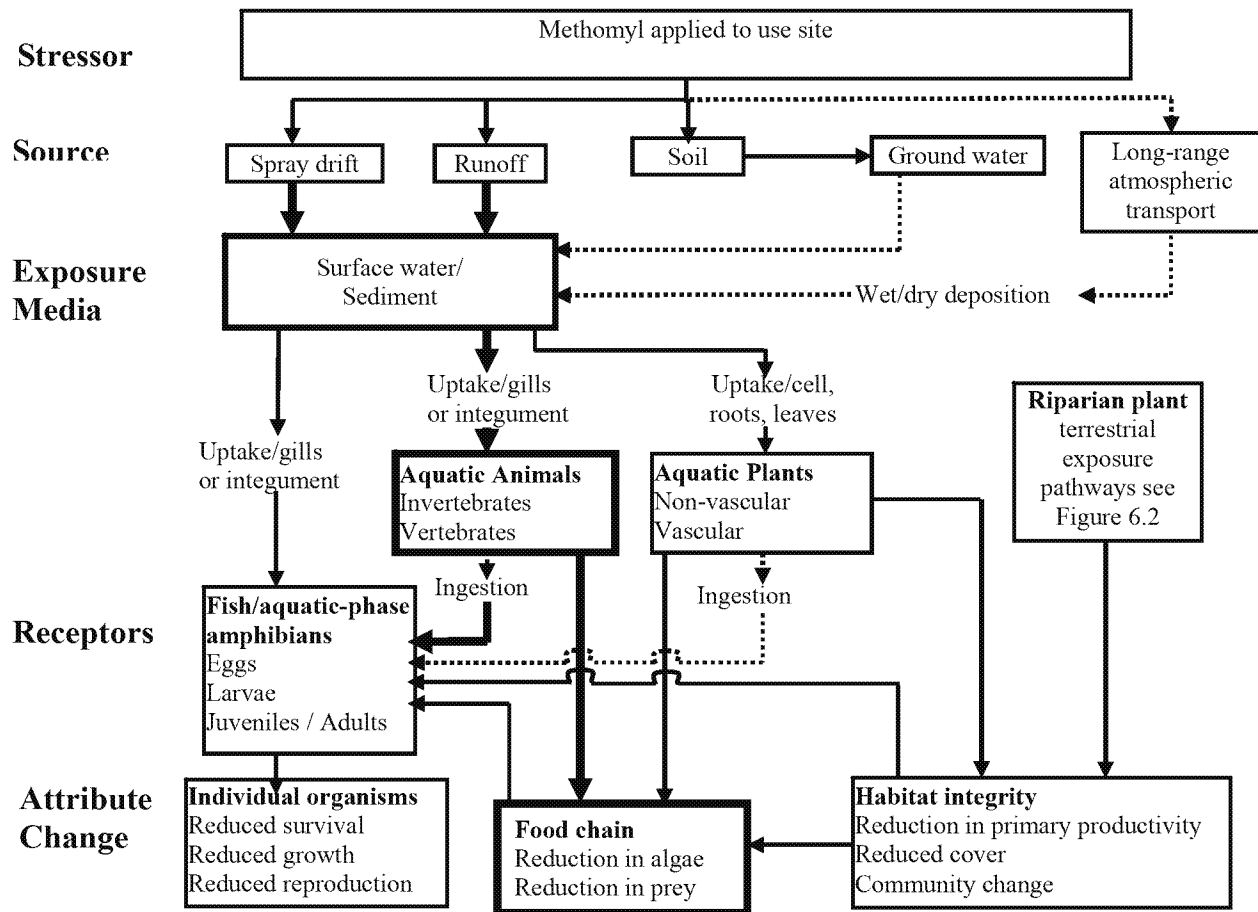 Stressor
Methomyl applied to use site
Source
Spray drift
Runoff
Soil
Ground water
Long-range
atmospheric
transport
Exposure
Media
Surface water/
Sediment
Wet/dry deposition
Uptake/gills
or integument
Uptake/gills
or integument
Uptake/cell,
roots, leaves
Riparian plant
terrestrial
exposure
pathways see
Figure 6.2
Aquatic Animals
Invertebrates
Vertebrates
Aquatic Plants
Non-vascular
Vascular
Ingestion
Ingestion
Receptors
Fish/aquatic-phase
amphibians
Eggs
Larvae
Juveniles / Adults
Attribute
Change
Individual organisms
Reduced survival
Reduced growth
Reduced reproduction
Food chain
Reduction in algae
Reduction in prey
Habitat integrity
Reduction in primary productivity
Reduced cover
Community change